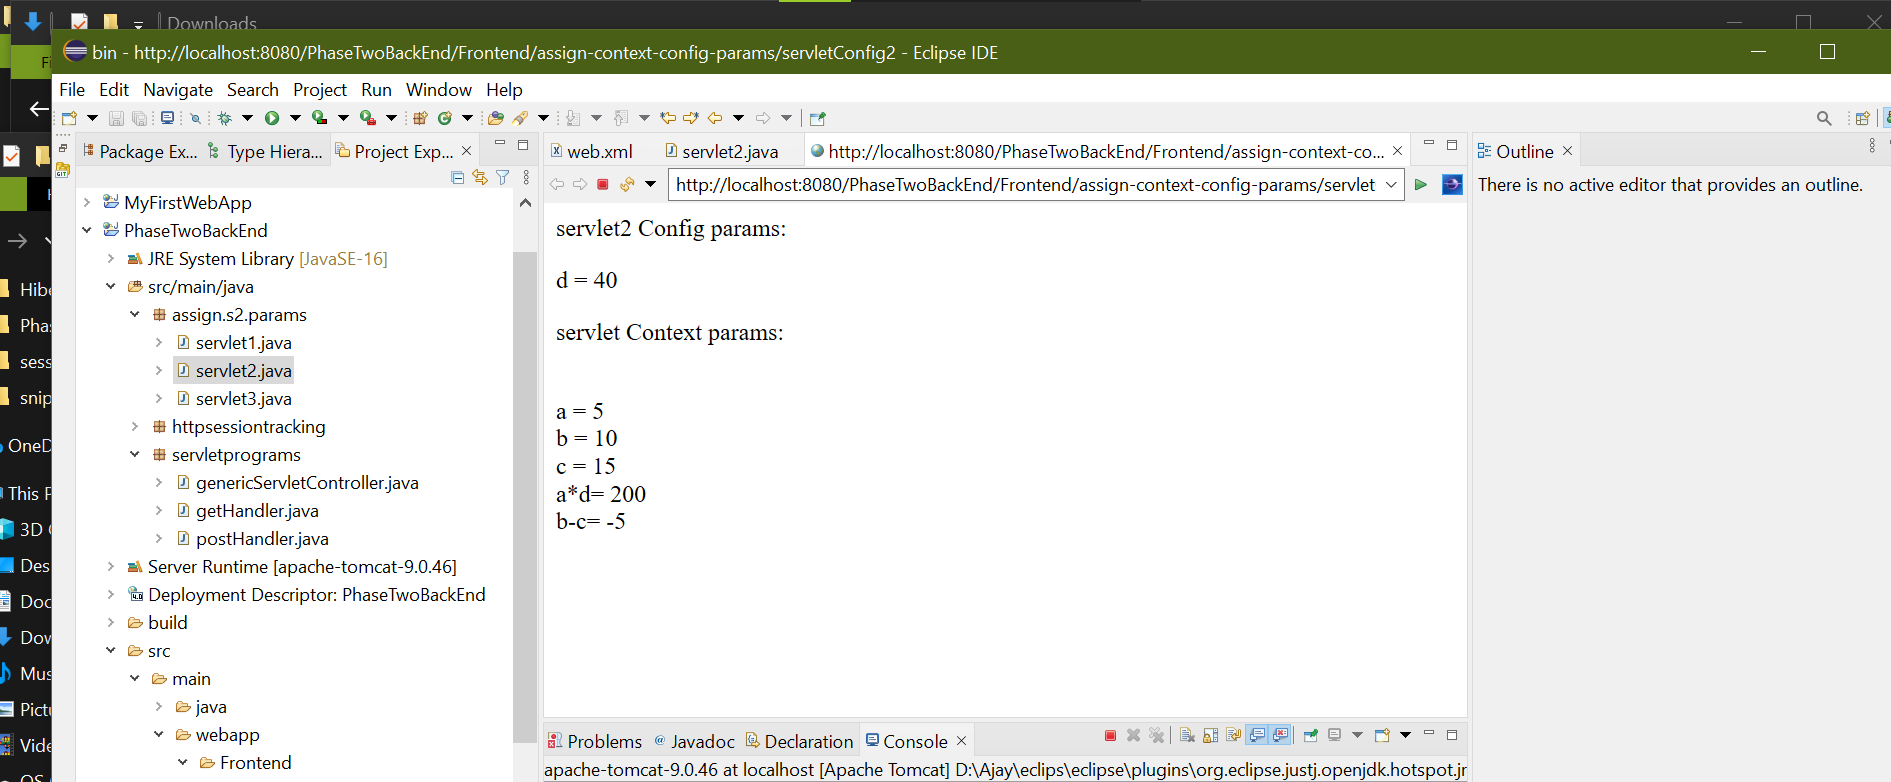 Downloads
bin - http://localhost:8080/PhaseTwoBackEnd/Frontend/assign-context-config-params/servletConfig2 - Eclipse IDE
File Edit Navigate Search Project Run Window Help
Package Ex... Type Hiera... Project Exp...
web.xml servlet2.java http://localhost:8080/PhaseTwoBackEnd/Frontend/assign-context-co...
Outline
http://localhost:8080/PhaseTwoBackEnd/Frontend/assign-context-config-params/servlet
There is no active editor that provides an outline.
MyFirstWebApp
PhaseTwoBackEnd
JRE System Library [JavaSE-16]
src/main/java
assign.s2.params
servlet1.java
servlet2.java
servlet3.java
httpsessiontracking
servletprograms
genericServletController.java
getHandler.java
postHandler.java
Server Runtime [apache-tomcat-9.0.46]
Deployment Descriptor: PhaseTwoBackEnd
build
src
main
java
webapp
Frontend
servlet2 Config params:
d = 40
servlet Context params:
a = 5
b = 10
c = 15
a*d= 200
b-c= -5
Problems Javadoc Declaration Console
apache-tomcat-9.0.46 at localhost [Apache Tomcat] D:\Ajay\eclips\eclipse\plugins\org.eclipse.justj.openjdk.hotspot.jr
Hibe
Pha
sess
snip
OneD
This P
3D
Des
Doc
Dow
Mus
Pictu
Vide
OS